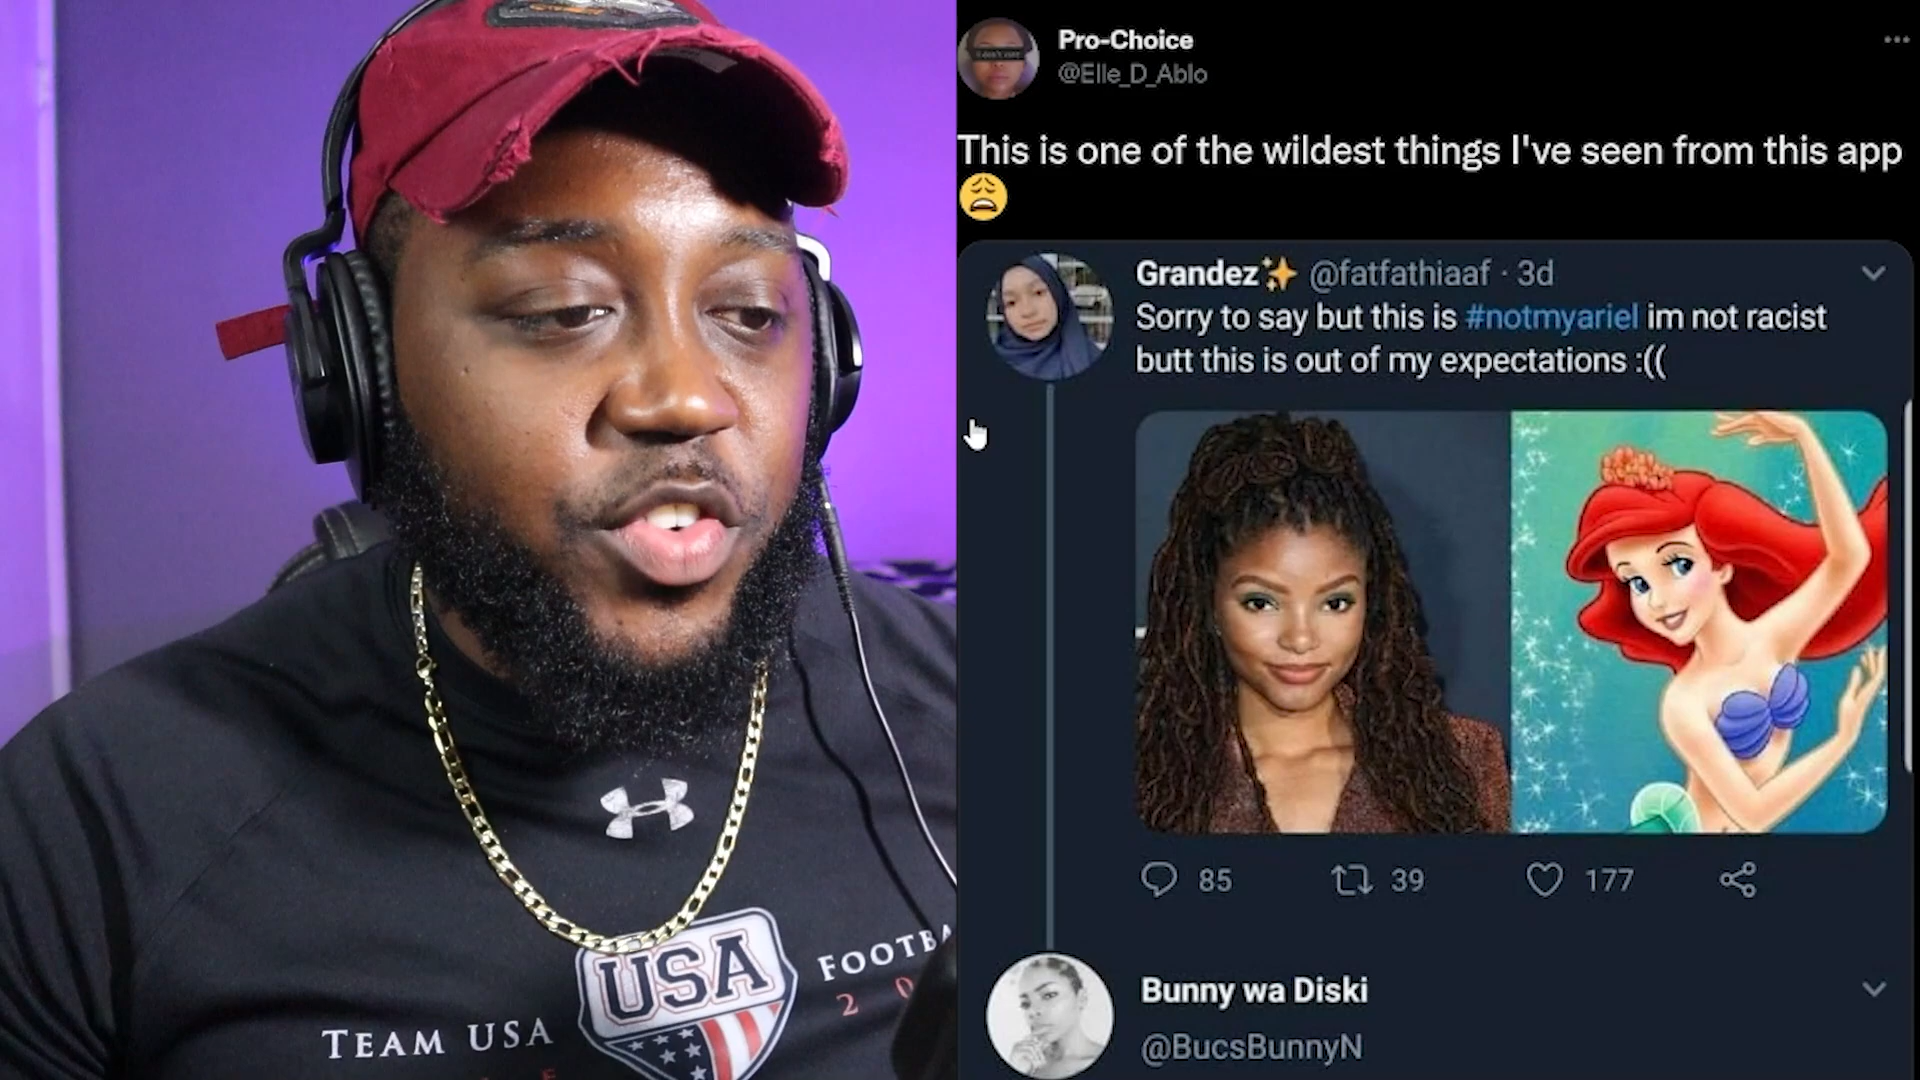 Pro-Choice
@Elle_D_Ablo
This is one of the wildest things I've seen from this app
😩
Grandez✨ @fatfathiaaf · 3d
Sorry to say but this is #notmyariel im not racist
butt this is out of my expectations :((
85 39 177
Bunny wa Diski
@BucsBunnyN
USA
TEAM USA
FOOTBA
20